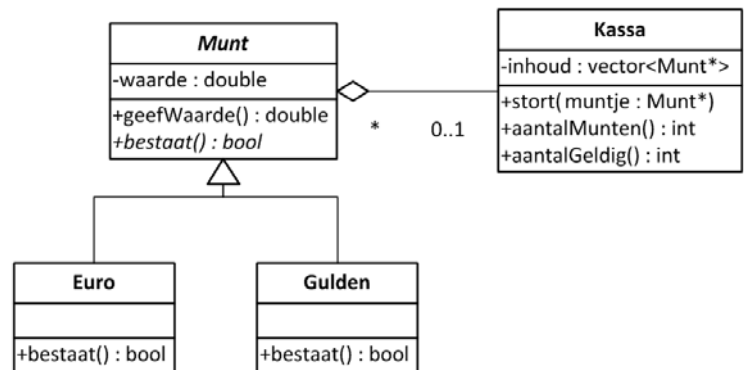 Munt
-waarde : double
+geefWaarde() : double
+bestaat() : bool
Kassa
-inhoud : vector<Munt*>
+stort(muntje : Munt*)
+aantalMunten() : int
+aantalGeldig() : int
* 0..1
Euro
+bestaat() : bool
Gulden
+bestaat() : bool